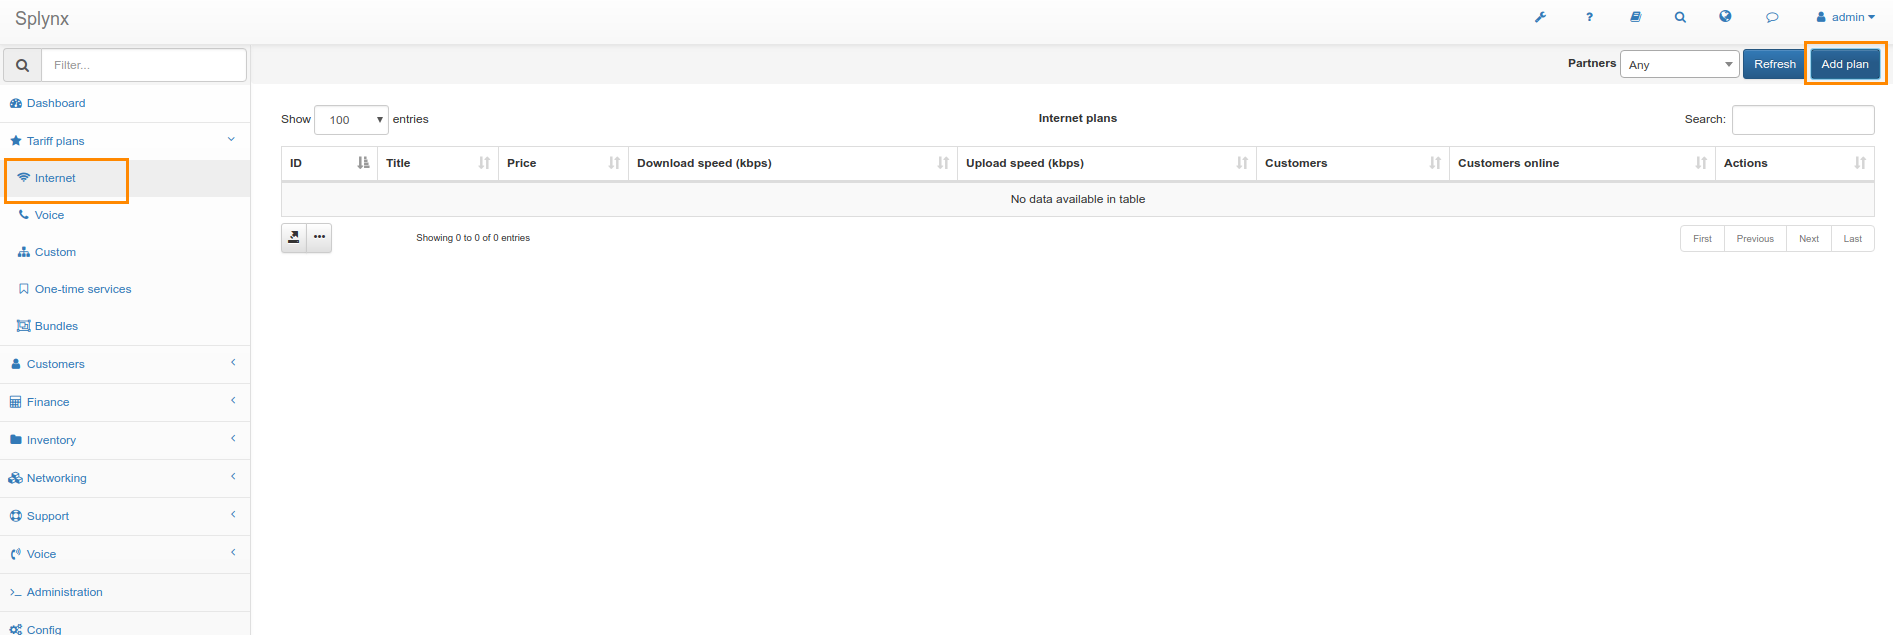 Splynx
admin
Filter...
Partners Any Refresh Add plan
Dashboard
Tariff plans
Internet
Voice
Custom
One-time services
Bundles
Customers
Finance
Inventory
Networking
Support
Voice
Administration
Config
Show 100 entries
Internet plans
Search:
ID Title Price Download speed (kbps) Upload speed (kbps) Customers Customers online Actions
No data available in table
Showing 0 to 0 of 0 entries
First Previous Next Last